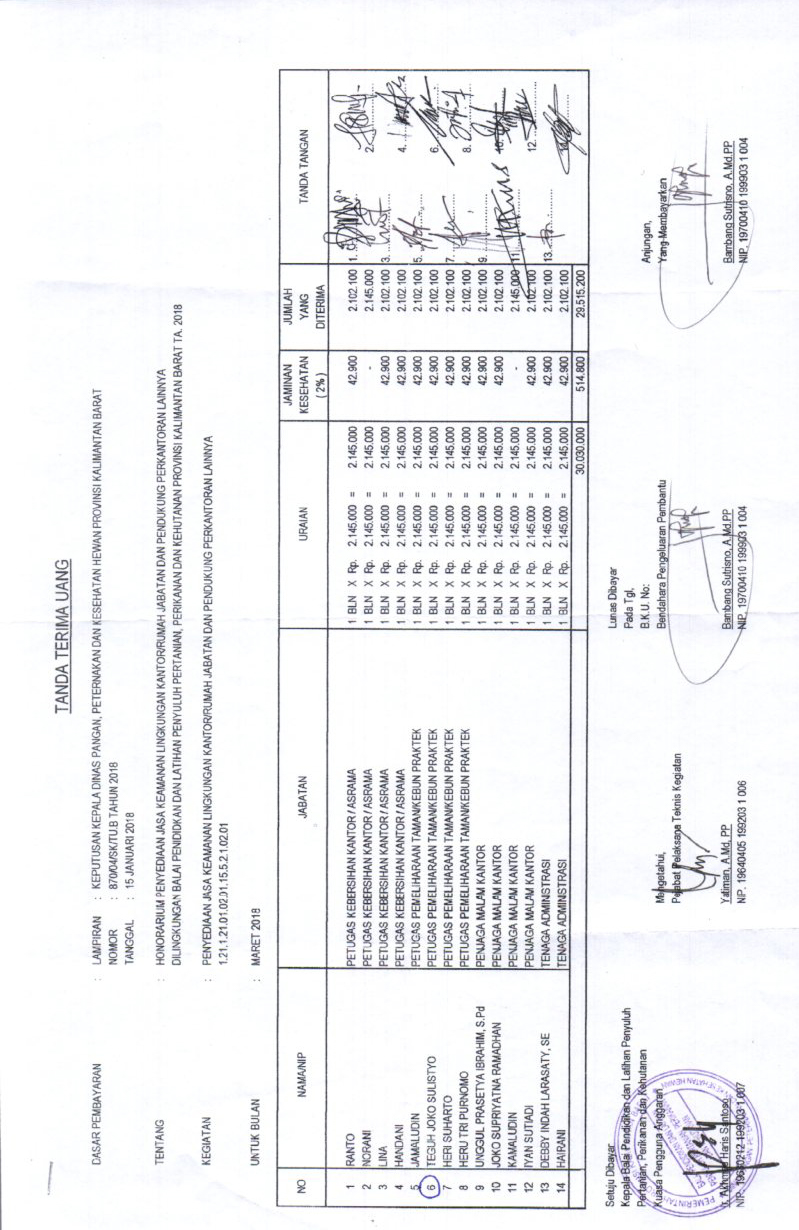 TANDA TERIMA UANG
DASAR PEMBAYARAN : LAMPIRAN : KEPUTUSAN KEPALA DINAS PANGAN, PETERNAKAN DAN KESEHATAN HEWAN PROVINSI KALIMANTAN BARAT
NOMOR : 870/04/SK/TU.B TAHUN 2018
TANGGAL : 15 JANUARI 2018
TENTANG : HONORARIUM PENYEDIAAN JASA KEAMANAN LINGKUNGAN KANTOR/RUMAH JABATAN DAN PENDUKUNG PERKANTORAN LAINNYA
DILINGKUNGAN BALAI PENIDIDKAN DAN LATIHAN PENYULUH PERTANIAN, PERIKANAN DAN KEHUTANAN PROVINSI KALIMANTAN BARAT TA. 2018
KEGIATAN : PENYEDIAAN JASA KEAMANAN LINGKUNGAN KANTOR/RUMAH JABATAN DAN PENDUKUNG PERKANTORAN LAINNYA
1.21,1.21.01.02.01.15.5.2.1.02.01
UNTUK BULAN : MARET 2018
NO NAMA/NIP JABATAN URAIAN JAMINAN KESEHATAN ( 2% ) JUMLAH YANG DITERIMA TANDA TANGAN
1 RANTO PETUGAS KEBERSIHAN KANTOR / ASRAMA 1 BLN X Rp. 2.145.000 = 2.145.000 42.900 2.102.100 1.
2 NORANI PETUGAS KEBERSIHAN KANTOR / ASRAMA 1 BLN X Rp. 2.145.000 = 2.145.000 - 2.145.000 2.
3 LINA PETUGAS KEBERSIHAN KANTOR / ASRAMA 1 BLN X Rp. 2.145.000 = 2.145.000 42.900 2.102.100 3.
4 HANDANI PETUGAS KEBERSIHAN KANTOR / ASRAMA 1 BLN X Rp. 2.145.000 = 2.145.000 42.900 2.102.100 4.
5 JAMALUDIN PETUGAS PEMELIHARAAN TAMAN/KEBUN PRAKTEK 1 BLN X Rp. 2.145.000 = 2.145.000 42.900 2.102.100 5.
6 TEGUH JOKO SULISTYO PETUGAS PEMELIHARAAN TAMAN/KEBUN PRAKTEK 1 BLN X Rp. 2.145.000 = 2.145.000 42.900 2.102.100 6.
7 HERI SUHARTO PETUGAS PEMELIHARAAN TAMAN/KEBUN PRAKTEK 1 BLN X Rp. 2.145.000 = 2.145.000 42.900 2.102.100 7.
8 HERU TRI PURNOMO PETUGAS PEMELIHARAAN TAMAN/KEBUN PRAKTEK 1 BLN X Rp. 2.145.000 = 2.145.000 42.900 2.102.100 8.
9 UNGGUL PRASETYA IBRAHIM, S.Pd PENJAGA MALAM KANTOR 1 BLN X Rp. 2.145.000 = 2.145.000 42.900 2.102.100 9.
10 JOKO SUPRIYATNA RAMADHAN PENJAGA MALAM KANTOR 1 BLN X Rp. 2.145.000 = 2.145.000 42.900 2.102.100 10.
11 KAMALUDIN PENJAGA MALAM KANTOR 1 BLN X Rp. 2.145.000 = 2.145.000 - 2.145.000 11.
12 IYAN SUTIADI PENJAGA MALAM KANTOR 1 BLN X Rp. 2.145.000 = 2.145.000 42.900 2.102.100 12.
13 DEBBY INDAH LARASATY, SE TENAGA ADMINISTRASI 1 BLN X Rp. 2.145.000 = 2.145.000 42.900 2.102.100 13.
14 HAIRANI TENAGA ADMINISTRASI 1 BLN X Rp. 2.145.000 = 2.145.000 42.900 2.102.100
30.030.000 514.800 29.515.200
Setuju Dibayar
Kepala Balai Pendidikan dan Latihan Penyuluh
Pertanian, Perikanan dan Kehutanan
Kuasa Pengguna Anggaran
Ir. Akhmad Haris Santoso
NIP. 19640212 199203 1 007
Mengetahui,
Pejabat Pelaksana Teknis Kegiatan
Yatiman, A.Md, PP
NIP. 19640405 199203 1 006
Lunas Dibayar
Pada Tgl,
B.K.U. No:
Bendahara Pengeluaran Pembantu
Bambang Sutrisno, A.Md.PP
NIP. 19700410 199903 1 004
Anjungan,
Yang Membayarkan
Bambang Sutrisno, A.Md.PP
NIP. 19700410 199903 1 004